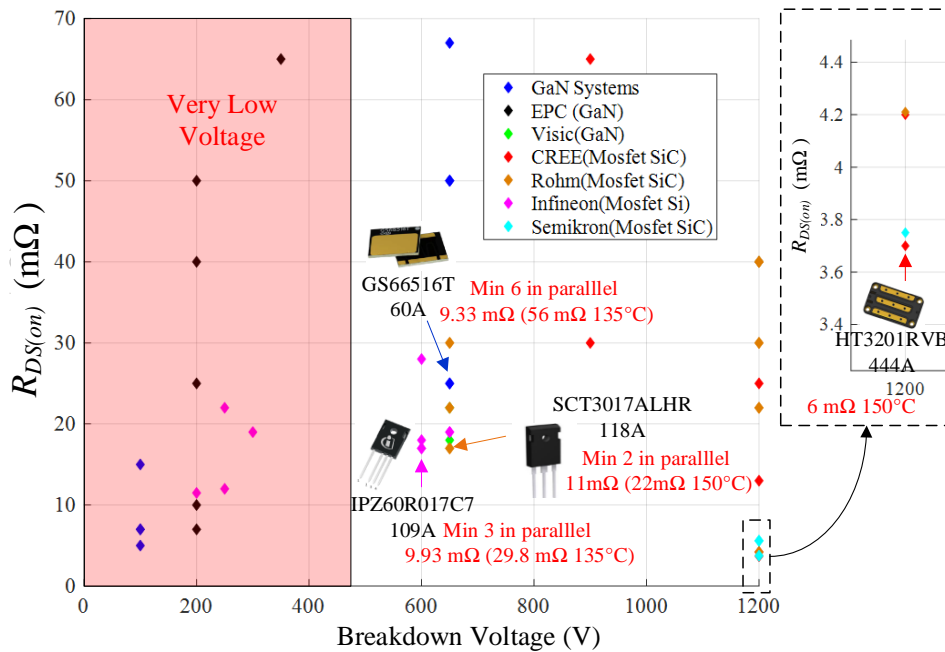 70
60
50
40
30
20
10
0
0
200
400
600
800
1000
1200
Breakdown Voltage (V)
R_DS(on) (mΩ)
Very Low
Voltage
GaN Systems
EPC (GaN)
Visic(GaN)
CREE(Mosfet SiC)
Rohm(Mosfet SiC)
Infineon(Mosfet Si)
Semikron(Mosfet SiC)
GS66516T
60A
Min 6 in paralllel
9.33 mΩ (56 mΩ 135°C)
SCT3017ALHR
118A
Min 2 in paralllel
11mΩ (22mΩ 150°C)
IPZ60R017C7
109A
Min 3 in paralllel
9.93 mΩ (29.8 mΩ 135°C)
4.4
4.2
4
3.8
3.6
3.4
R_DS(on) (mΩ)
HT3201RVB
444A
1200
6 mΩ 150°C